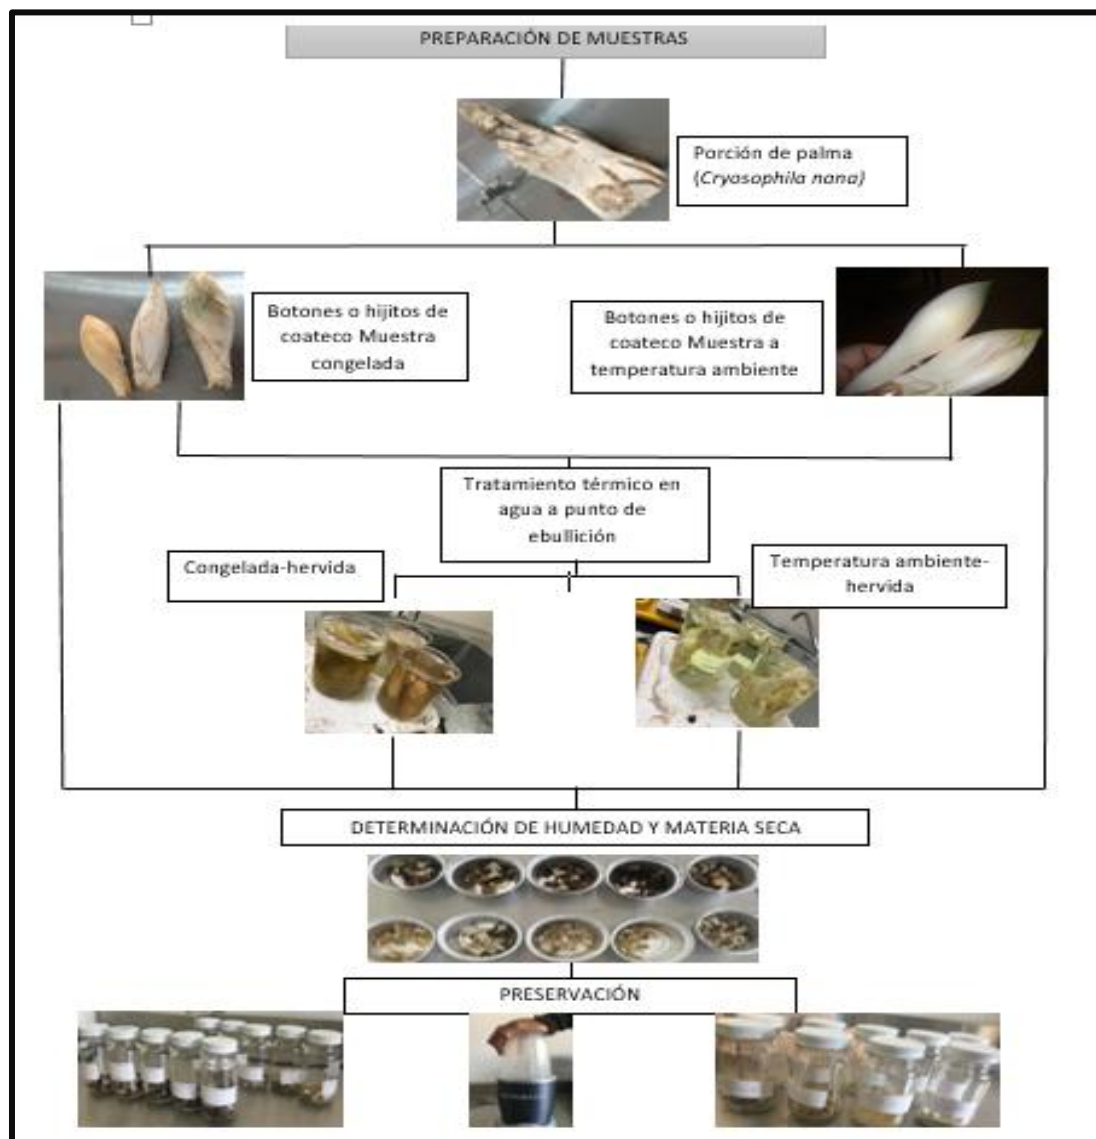 PREPARACIÓN DE MUESTRAS
Porción de palma
(Cryosophila nana)
Botones o hijitos de
coateco Muestra
congelada
Botones o hijitos de
coateco Muestra a
temperatura ambiente
Tratamiento térmico en
agua a punto de
ebullición
Congelada-hervida
Temperatura ambiente-
hervida
DETERMINACIÓN DE HUMEDAD Y MATERIA SECA
PRESERVACIÓN